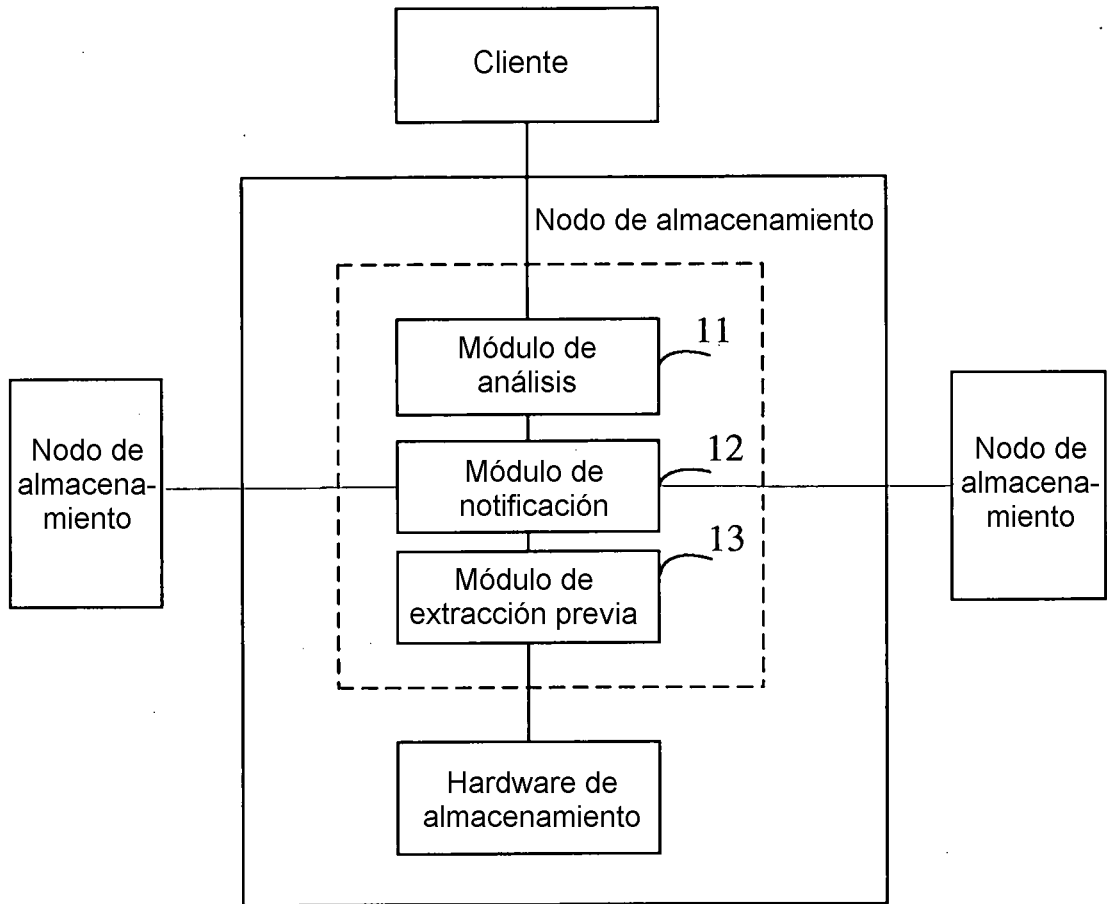 Cliente
Nodo de almacenamiento
Módulo de
análisis
11
Nodo de
almacena-
miento
Módulo de
notificación
12
Nodo de
almacena-
miento
Módulo de
extracción previa
13
Hardware de
almacenamiento